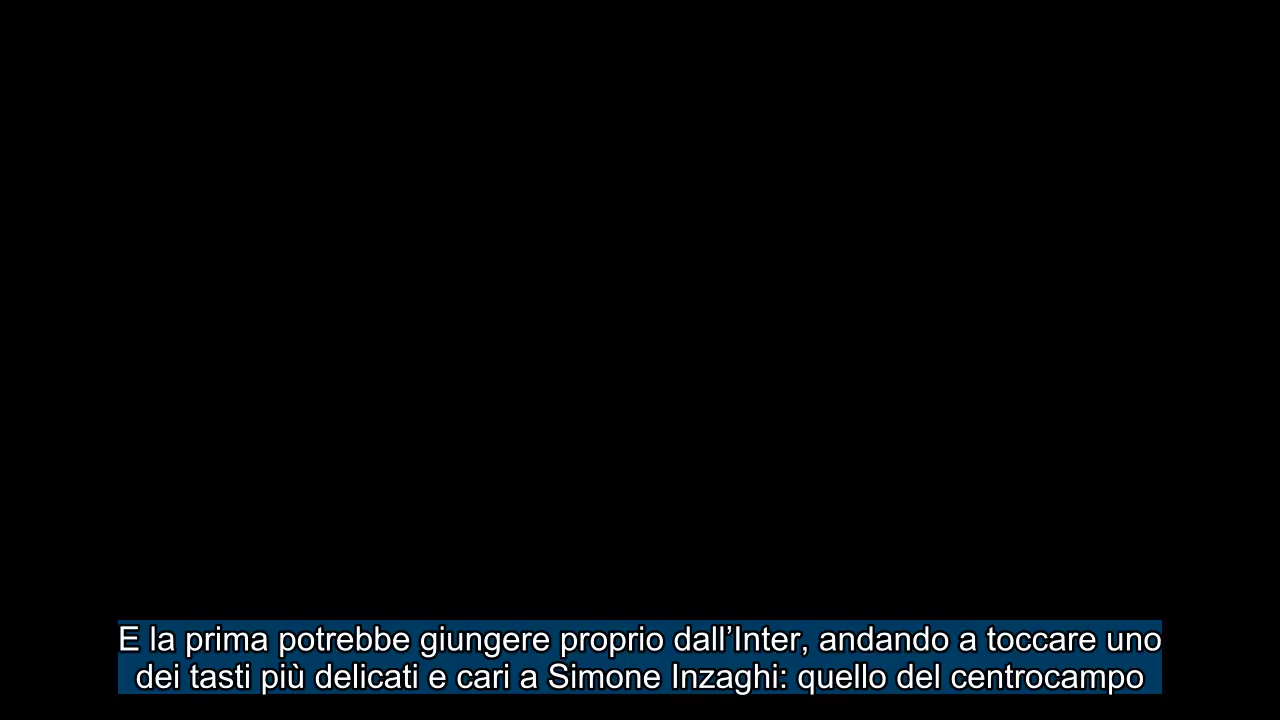 E la prima potrebbe giungere proprio dall’Inter, andando a toccare uno
dei tasti più delicati e cari a Simone Inzaghi: quello del centrocampo